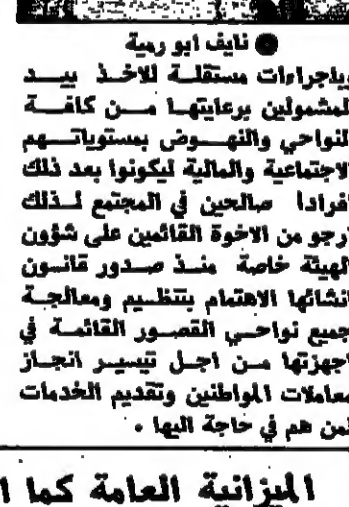 نايف ابو رمية
وباجراءات مستقلة للاخذ بيد
المشمولين برعايتها من كافة
النواحي والنهوض بمستوياتهم
الاجتماعية والمالية ليكونوا بعد ذلك
افرادا صالحين في المجتمع لذلك
ارجو من الاخوة القائمين على شؤون
الهيئة خاصة منذ صدور قانون
انشائها الاهتمام بتنظيم ومعالجة
جميع نواحي القصور القائمة في
اجهزتها من اجل تيسير انجاز
معاملات المواطنين وتقديم الخدمات
لمن هم في حاجة اليها .
الميزانية العامة كما